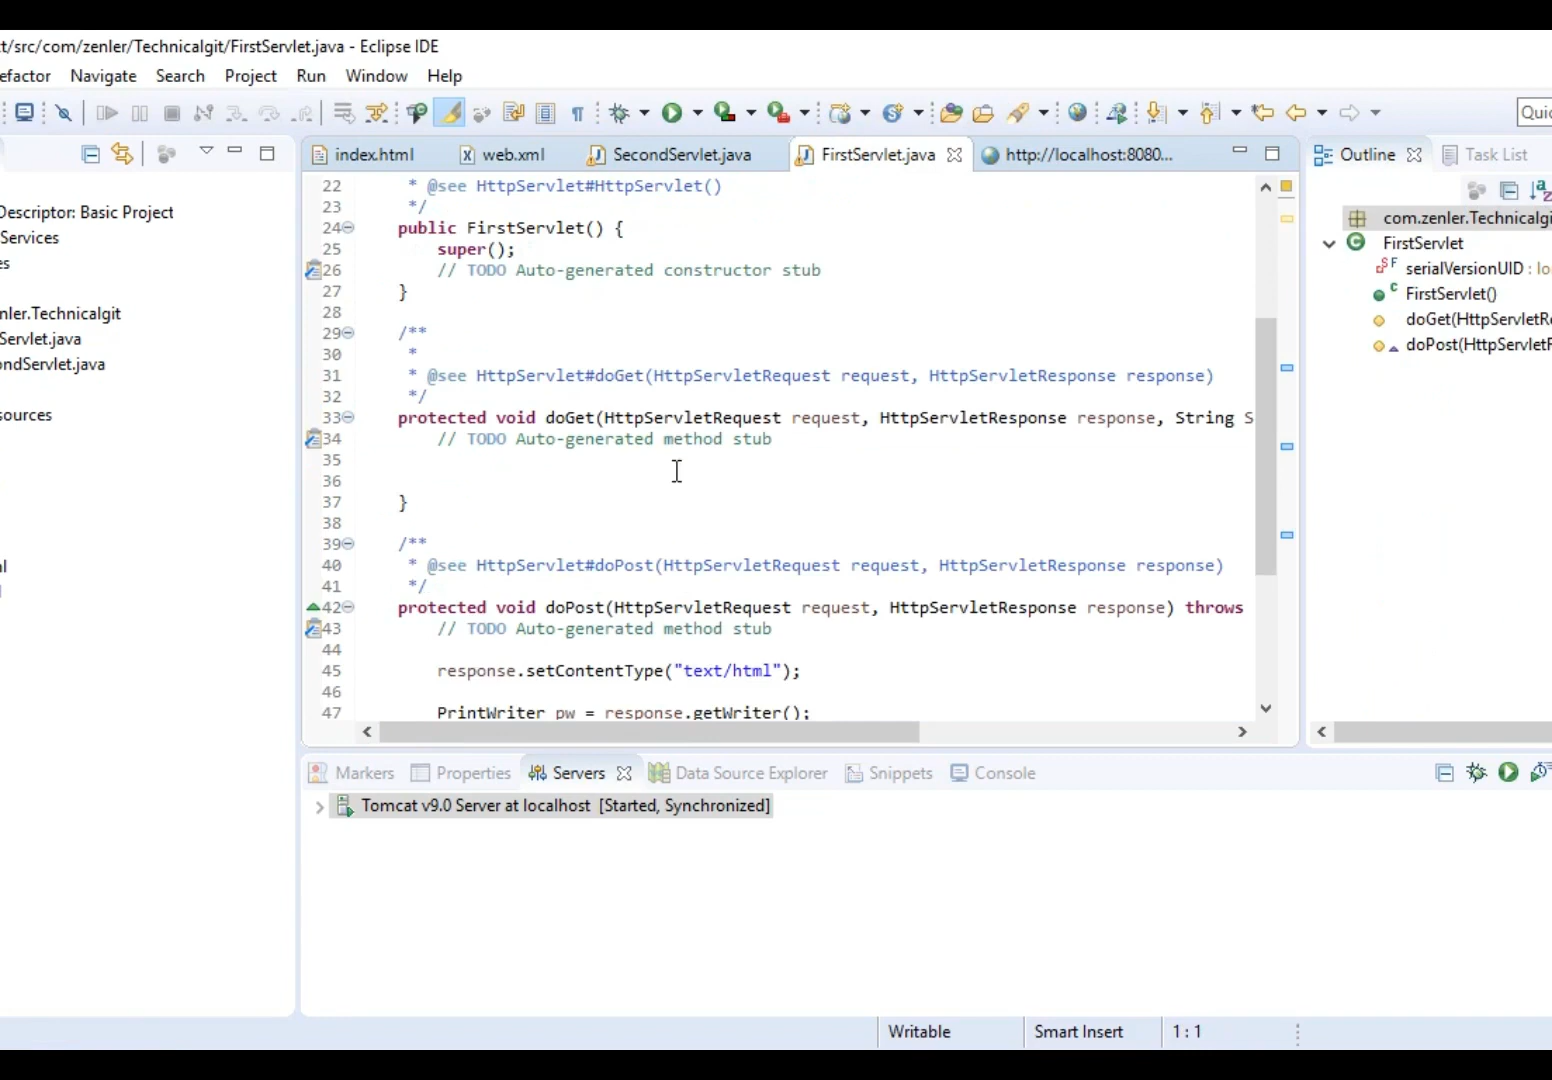 t/src/com/zenler/Technicalgit/FirstServlet.java - Eclipse IDE
efactor Navigate Search Project Run Window Help
Quic
Descriptor: Basic Project
Services
es
nler.Technicalgit
Servlet.java
ondServlet.java
sources
index.html web.xml SecondServlet.java FirstServlet.java http://localhost:8080...
22 * @see HttpServlet#HttpServlet()
23 */
24 public FirstServlet() {
25 super();
26 // TODO Auto-generated constructor stub
27 }
28
29 /**
30 *
31 * @see HttpServlet#doGet(HttpServletRequest request, HttpServletResponse response)
32 */
33 protected void doGet(HttpServletRequest request, HttpServletResponse response, String S
34 // TODO Auto-generated method stub
35
36
37 }
38
39 /**
40 * @see HttpServlet#doPost(HttpServletRequest request, HttpServletResponse response)
41 */
42 protected void doPost(HttpServletRequest request, HttpServletResponse response) throws
43 // TODO Auto-generated method stub
44
45 response.setContentType("text/html");
46
47 PrintWriter pw = response.getWriter();
Outline Task List
com.zenler.Technicalgi
FirstServlet
serialVersionUID : lo
FirstServlet()
doGet(HttpServletRe
doPost(HttpServletR
Markers Properties Servers Data Source Explorer Snippets Console
Tomcat v9.0 Server at localhost [Started, Synchronized]
Writable Smart Insert 1 : 1